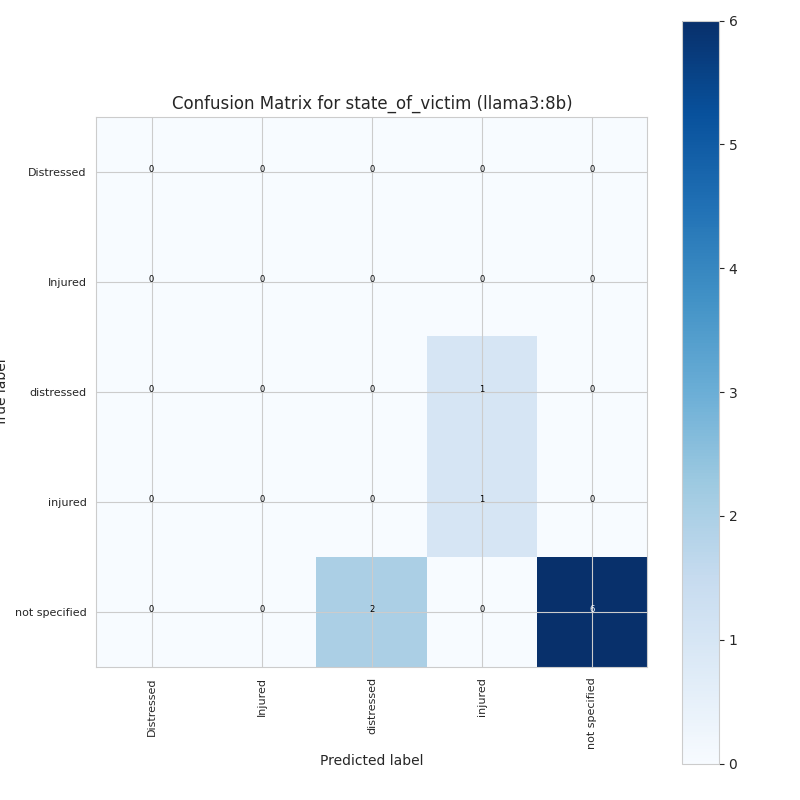 Confusion Matrix for state_of_victim (llama3:8b)
6
5
4
3
2
1
0
Distressed 0 0 0 0 0
Injured 0 0 0 0 0
distressed 0 0 0 1 0
injured 0 0 0 1 0
not specified 0 0 2 0 6
Distressed
Injured
distressed
injured
not specified
Predicted label